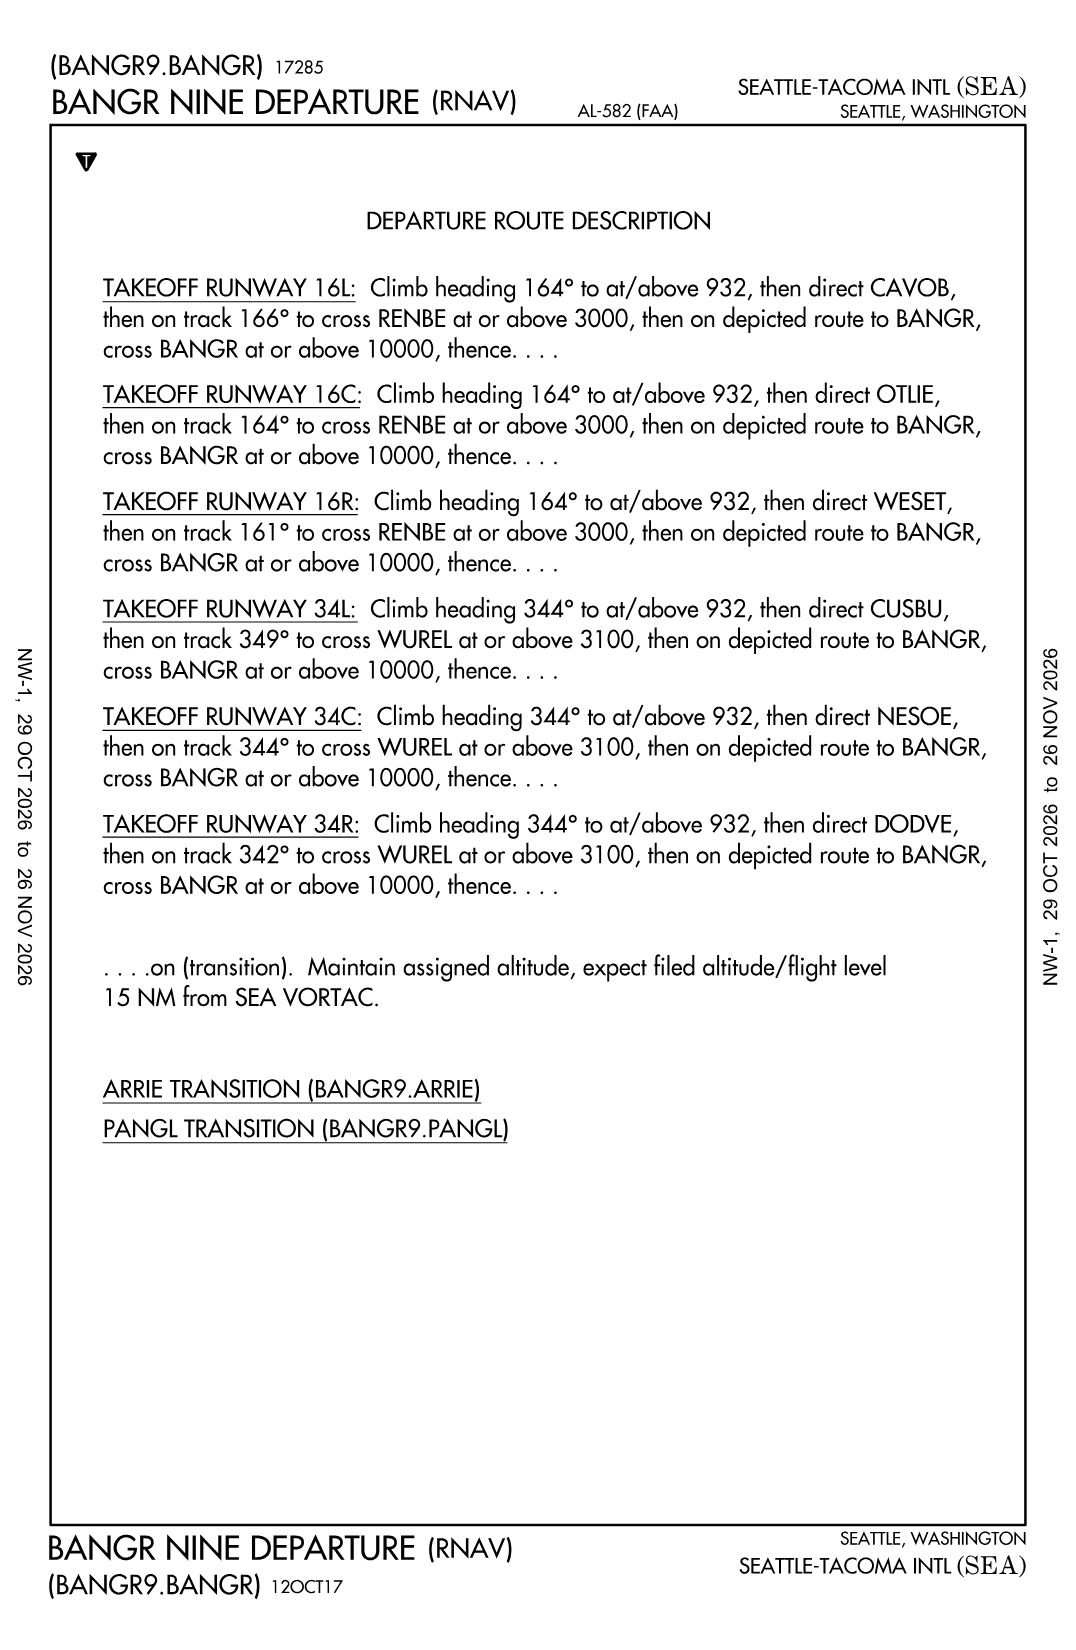 (BANGR9.BANGR) 17285
BANGR NINE DEPARTURE (RNAV)
AL-582 (FAA)
SEATTLE-TACOMA INTL (SEA)
SEATTLE, WASHINGTON
T
DEPARTURE ROUTE DESCRIPTION
TAKEOFF RUNWAY 16L: Climb heading 164° to at/above 932, then direct CAVOB,
then on track 166° to cross RENBE at or above 3000, then on depicted route to BANGR,
cross BANGR at or above 10000, thence. . . .
TAKEOFF RUNWAY 16C: Climb heading 164° to at/above 932, then direct OTLIE,
then on track 164° to cross RENBE at or above 3000, then on depicted route to BANGR,
cross BANGR at or above 10000, thence. . . .
TAKEOFF RUNWAY 16R: Climb heading 164° to at/above 932, then direct WESET,
then on track 161° to cross RENBE at or above 3000, then on depicted route to BANGR,
cross BANGR at or above 10000, thence. . . .
TAKEOFF RUNWAY 34L: Climb heading 344° to at/above 932, then direct CUSBU,
then on track 349° to cross WUREL at or above 3100, then on depicted route to BANGR,
cross BANGR at or above 10000, thence. . . .
TAKEOFF RUNWAY 34C: Climb heading 344° to at/above 932, then direct NESOE,
then on track 344° to cross WUREL at or above 3100, then on depicted route to BANGR,
cross BANGR at or above 10000, thence. . . .
TAKEOFF RUNWAY 34R: Climb heading 344° to at/above 932, then direct DODVE,
then on track 342° to cross WUREL at or above 3100, then on depicted route to BANGR,
cross BANGR at or above 10000, thence. . . .
. . . .on (transition). Maintain assigned altitude, expect filed altitude/flight level
15 NM from SEA VORTAC.
ARRIE TRANSITION (BANGR9.ARRIE)
PANGL TRANSITION (BANGR9.PANGL)
NW-1, 29 OCT 2026 to 26 NOV 2026
NW-1, 29 OCT 2026 to 26 NOV 2026
BANGR NINE DEPARTURE (RNAV)
(BANGR9.BANGR) 12OCT17
SEATTLE, WASHINGTON
SEATTLE-TACOMA INTL (SEA)